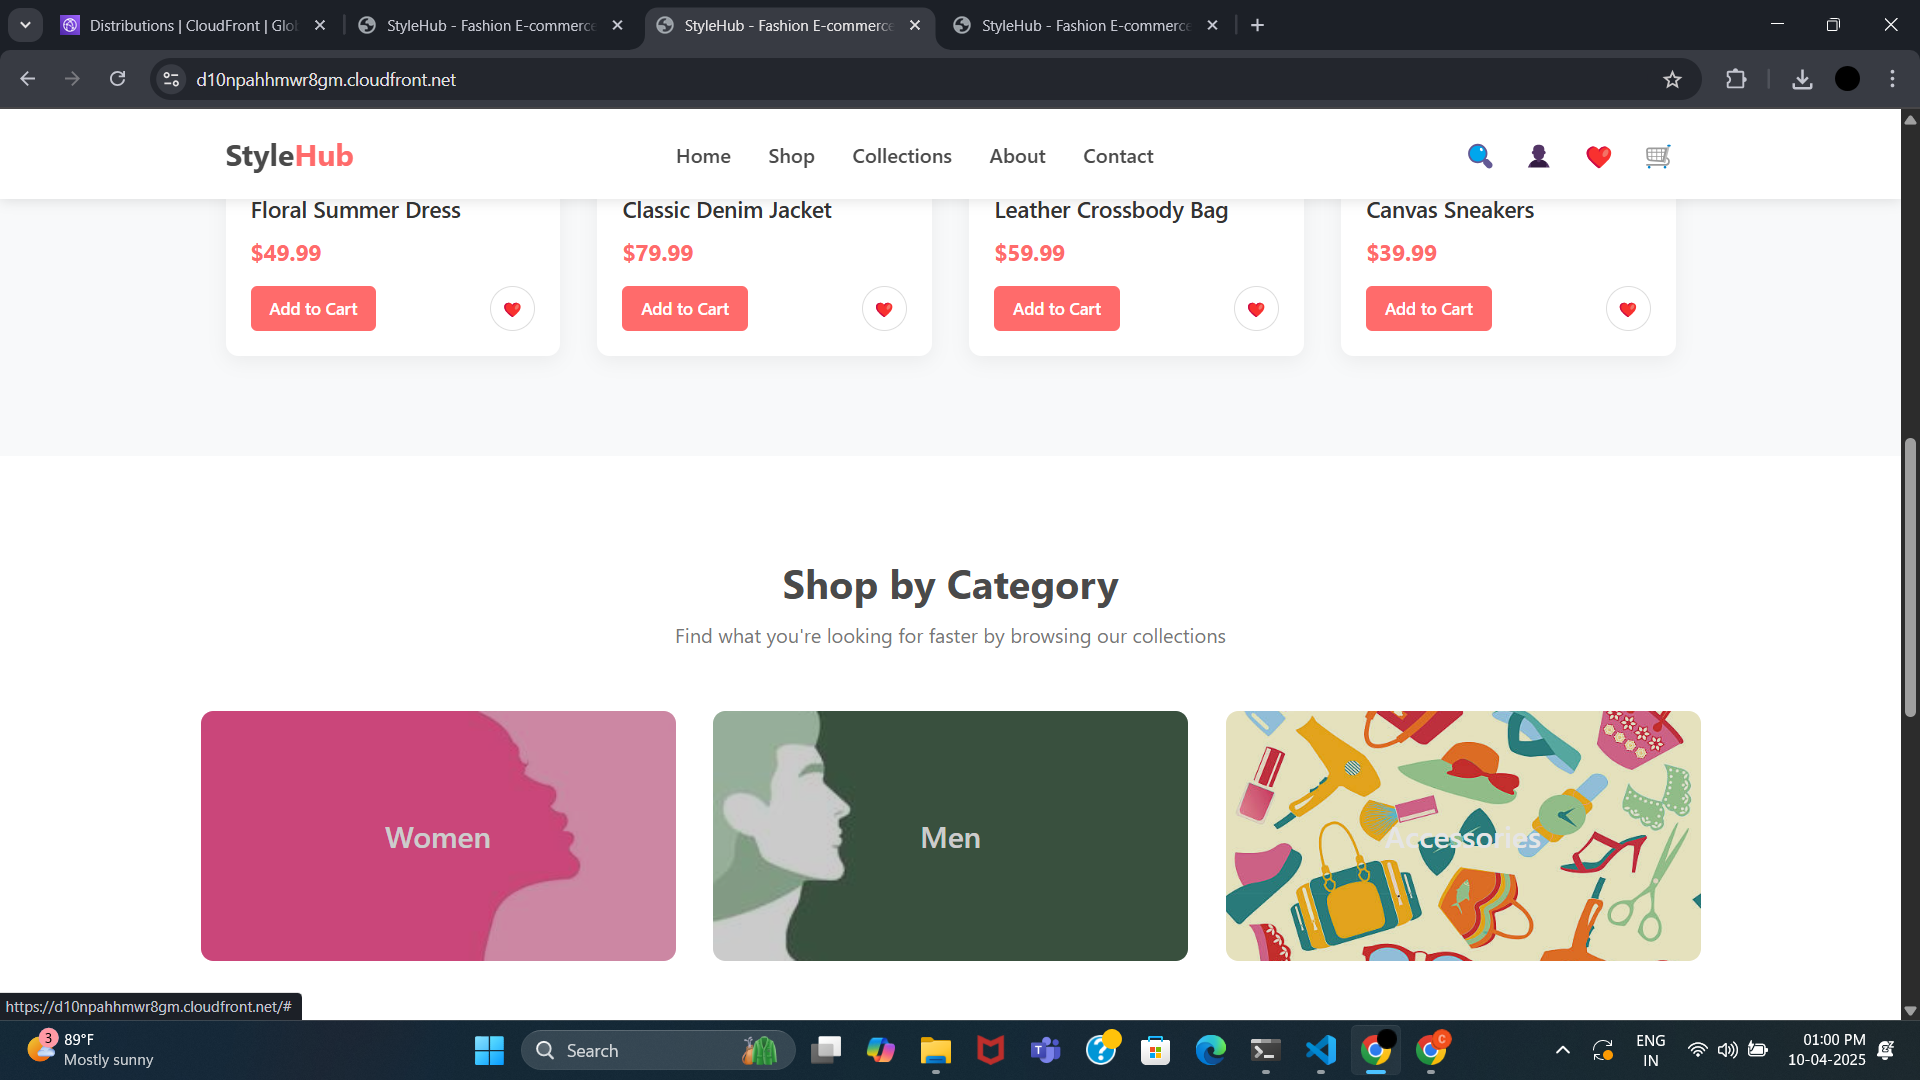 Distributions | CloudFront | Glob
StyleHub - Fashion E-commerce
StyleHub - Fashion E-commerce
StyleHub - Fashion E-commerce
d10npahhmwr8gm.cloudfront.net
StyleHub
Home Shop Collections About Contact
Floral Summer Dress Classic Denim Jacket Leather Crossbody Bag Canvas Sneakers
$49.99 $79.99 $59.99 $39.99
Add to Cart Add to Cart Add to Cart Add to Cart
Shop by Category
Find what you're looking for faster by browsing our collections
Women Men Accessories
https://d10npahhmwr8gm.cloudfront.net/#
3
89°F
Mostly sunny
Search
C
ENG
IN
01:00 PM
10-04-2025